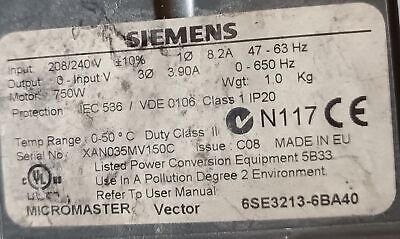 SIEMENS
Input 208/240 V ±10% 1Ø 8.2A 47 - 63 Hz
Output 0 - Input V 3Ø 3.90A 0 - 650 Hz
Motor 750W Wgt: 1.0 Kg
Protection IEC 536 / VDE 0106 Class 1 IP20
N117 CE
Temp Range : 0-50 °C Duty Class II
Serial No: XAN035MV150C Issue : C08 MADE IN EU
Listed Power Conversion Equipment 5B33
Use In A Pollution Degree 2 Environment
Refer To User Manual
UL
LISTED
MICROMASTER Vector 6SE3213-6BA40